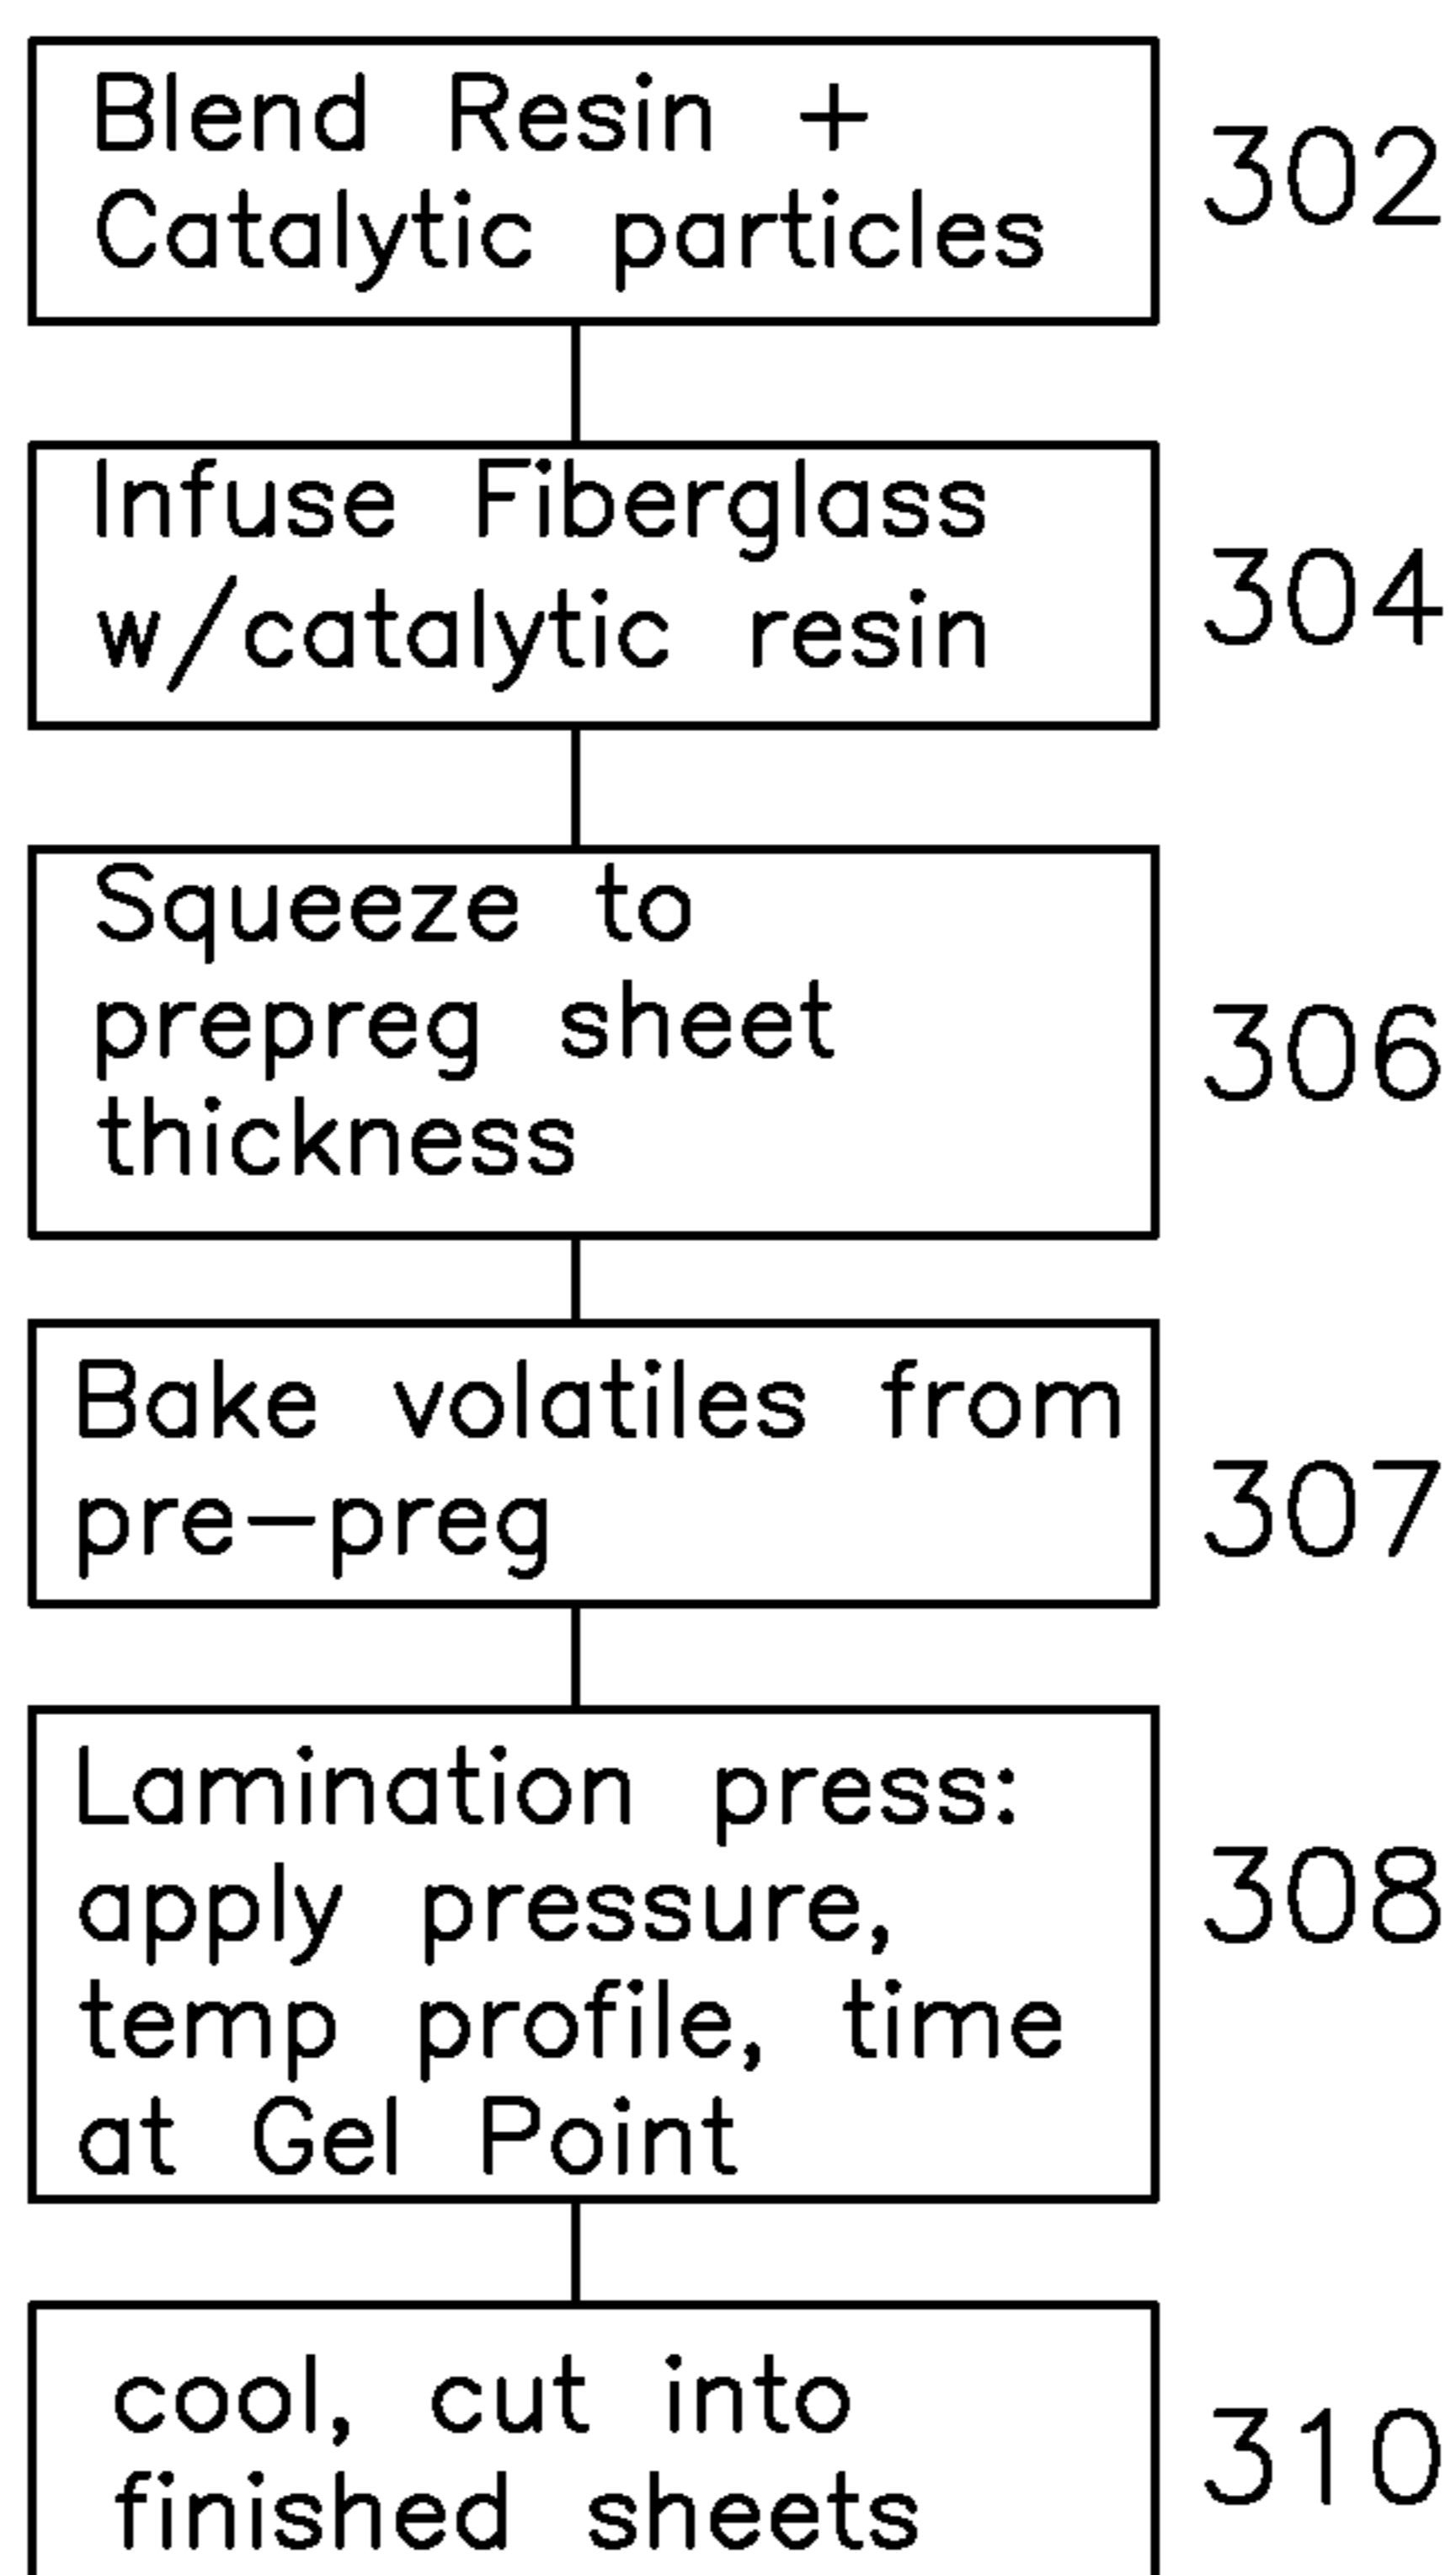 Blend Resin +
Catalytic particles
302
Infuse Fiberglass
w/catalytic resin
304
Squeeze to
prepreg sheet
thickness
306
Bake volatiles from
pre-preg
307
Lamination press:
apply pressure,
temp profile, time
at Gel Point
308
cool, cut into
finished sheets
310